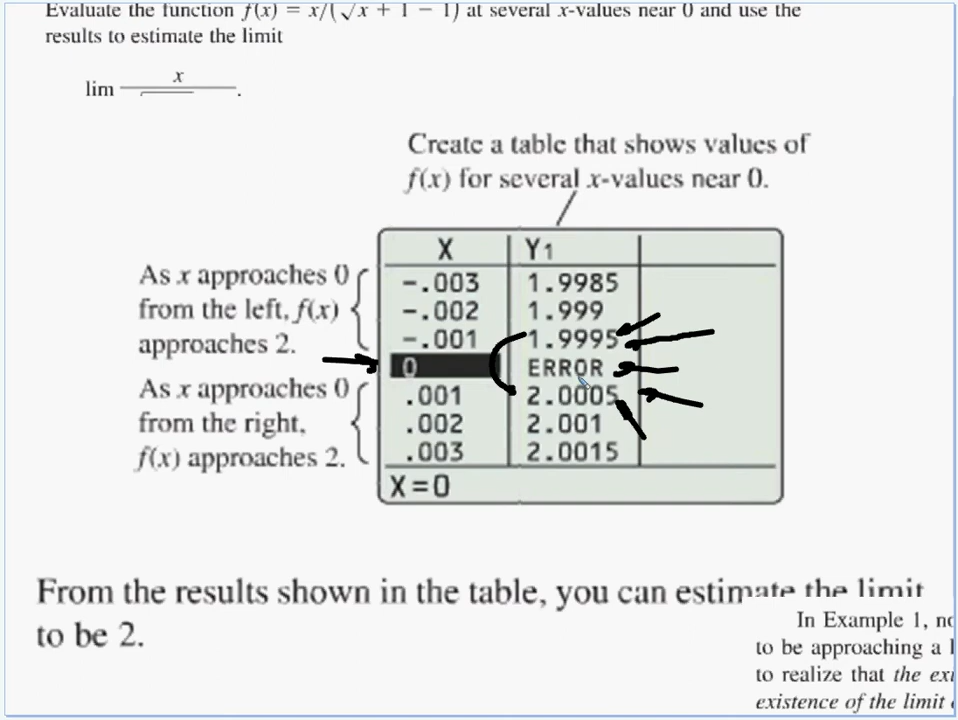 Evaluate the function f(x) = x/(√x + 1 − 1) at several x-values near 0 and use the
results to estimate the limit
x
lim .
Create a table that shows values of
f(x) for several x-values near 0.
X Y1
As x approaches 0
from the left, f(x)
approaches 2.
-.003 1.9985
-.002 1.999
-.001 1.9995
0 ERROR
As x approaches 0
from the right,
f(x) approaches 2.
.001 2.0005
.002 2.001
.003 2.0015
X=0
From the results shown in the table, you can estimate the limit
to be 2.
In Example 1,
to be approaching a
to realize that the
existence of the limit